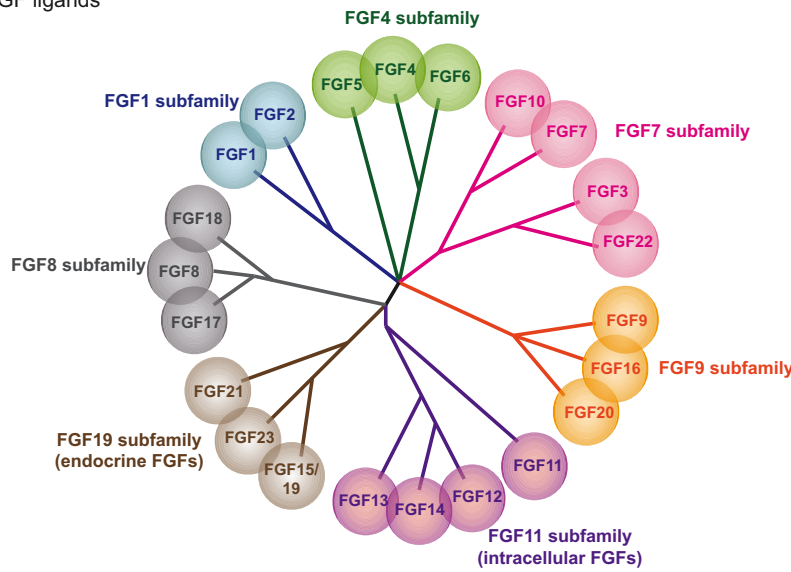 ligands
FGF4 subfamily
FGF5
FGF4
FGF6
FGF10
FGF7
FGF7 subfamily
FGF3
FGF22
FGF1 subfamily
FGF2
FGF1
FGF18
FGF8 subfamily
FGF8
FGF17
FGF9
FGF16
FGF9 subfamily
FGF20
FGF21
FGF23
FGF15/
19
FGF19 subfamily
(endocrine FGFs)
FGF11
FGF13
FGF14
FGF12
FGF11 subfamily
(intracellular FGFs)